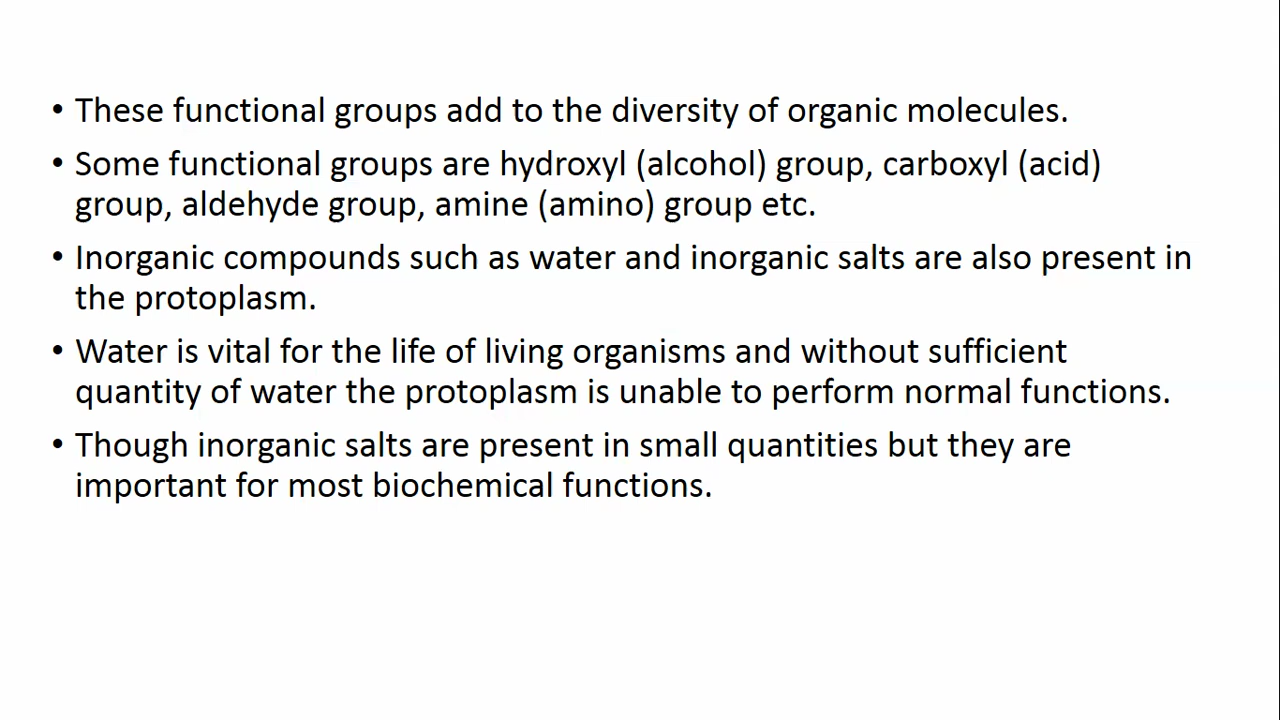 • These functional groups add to the diversity of organic molecules.
• Some functional groups are hydroxyl (alcohol) group, carboxyl (acid)
group, aldehyde group, amine (amino) group etc.
• Inorganic compounds such as water and inorganic salts are also present in
the protoplasm.
• Water is vital for the life of living organisms and without sufficient
quantity of water the protoplasm is unable to perform normal functions.
• Though inorganic salts are present in small quantities but they are
important for most biochemical functions.